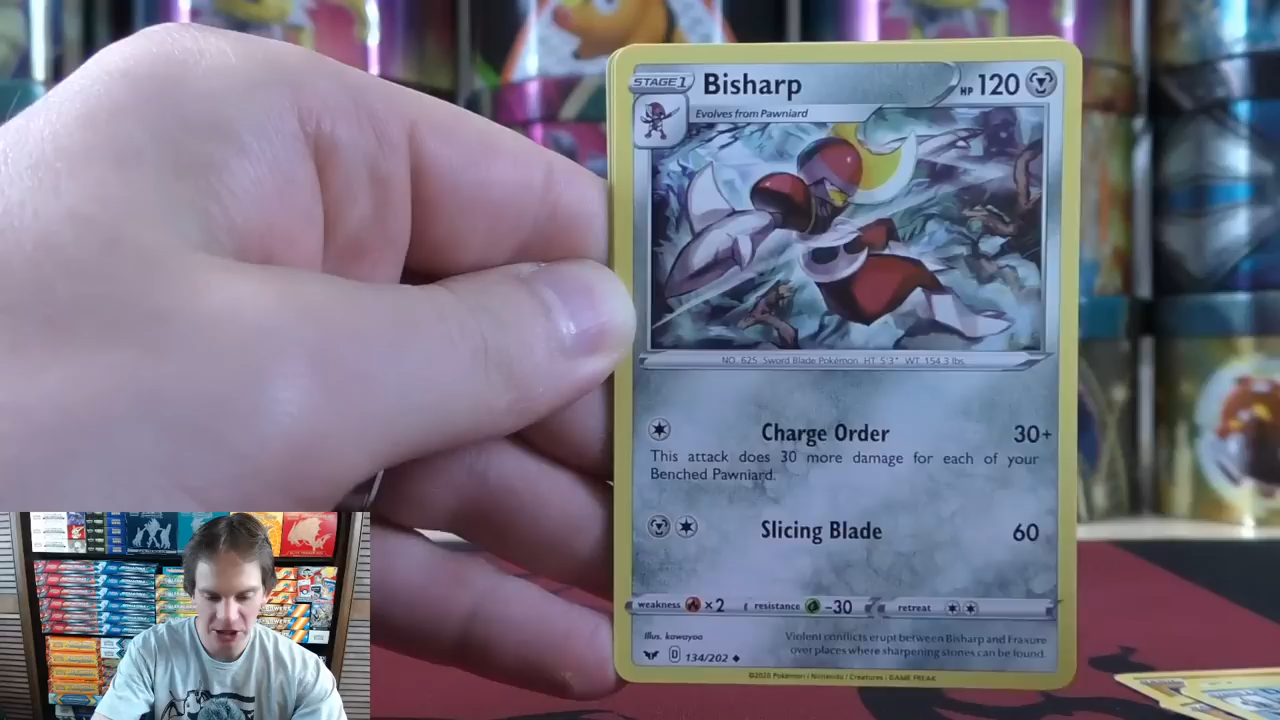 STAGE 1
Bisharp
HP 120
Evolves from Pawniard
NO. 625 Sword Blade Pokémon HT. 5'3" WT. 154.3 lbs.
Charge Order 30+
This attack does 30 more damage for each of your
Benched Pawniard.
Slicing Blade 60
weakness ×2 resistance -30 retreat
Illus. kawayoo
Violent conflicts erupt between Bisharp and Fraxure
over places where sharpening stones can be found.
D 134/202
©2020 Pokémon / Nintendo / Creatures / GAME FREAK